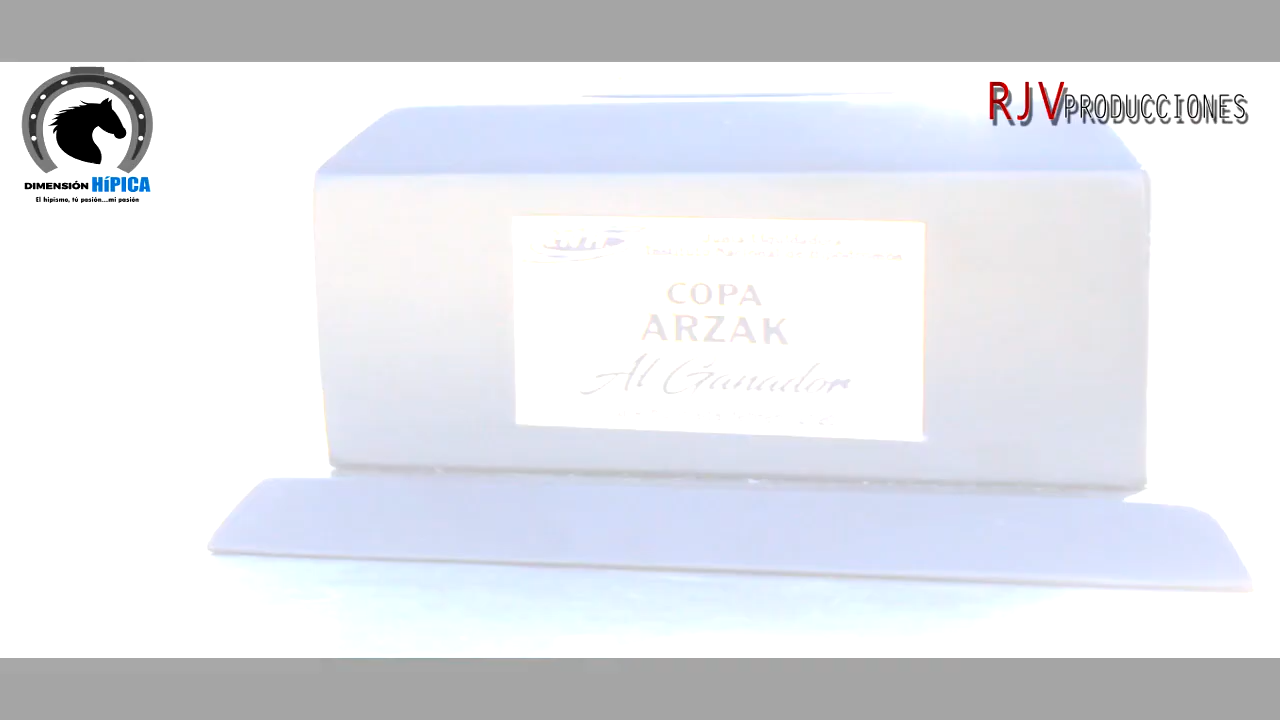 DIMENSIÓN HíPICA
El hipismo, tú pasión...mi pasión
RJVPRODUCCIONES
COPA
ARZAK
Al Ganador